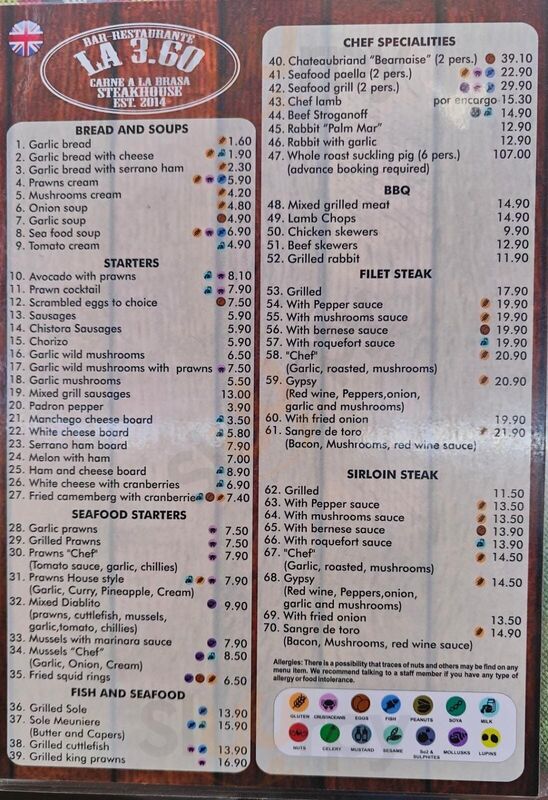 BAR-RESTAURANTE
LA 3.60
CARNE A LA BRASA
STEAKHOUSE
EST. 2014
BREAD AND SOUPS
1. Garlic bread 1.60
2. Garlic bread with cheese 1.90
3. Garlic bread with serrano ham 2.30
4. Prawns cream 5.90
5. Mushrooms cream 4.20
6. Onion soup 4.80
7. Garlic soup 4.90
8. Sea food soup 6.90
9. Tomato cream 4.90
STARTERS
10. Avocado with prawns 8.10
11. Prawn cocktail 7.90
12. Scrambled eggs to choice 7.50
13. Sausages 5.90
14. Chistora Sausages 5.90
15. Chorizo 5.90
16. Garlic wild mushrooms 6.50
17. Garlic wild mushrooms with prawns 7.50
18. Garlic mushrooms 5.50
19. Mixed grill sausages 13.00
20. Padron pepper 3.90
21. Manchego cheese board 3.50
22. White cheese board 5.80
23. Serrano ham board 7.90
24. Melon with ham 7.00
25. Ham and cheese board 8.90
26. White cheese with cranberries 6.90
27. Fried camemberg with cranberries 7.40
SEAFOOD STARTERS
28. Garlic prawns 7.50
29. Grilled Prawns 7.50
30. Prawns "Chef" 7.90
(Tomato sauce, garlic, chillies)
31. Prawns House style 7.90
(Garlic, Curry, Pineapple, Cream)
32. Mixed Diablito 9.90
(prawns, cuttlefish, mussels,
garlic,tomato, chillies)
33. Mussels with marinara sauce 7.90
34. Mussels "Chef" 8.50
(Garlic, Onion, Cream)
35. Fried squid rings 6.50
FISH AND SEAFOOD
36. Grilled Sole 13.90
37. Sole Meuniere 15.90
(Butter and Capers)
38. Grilled cuttlefish 13.90
39. Grilled king prawns 16.90
CHEF SPECIALITIES
40. Chateaubriand "Bearnaise" (2 pers.) 39.10
41. Seafood paella (2 pers.) 22.90
42. Seafood grill (2 pers.) 29.90
43. Chef lamb por encargo 15.30
44. Beef Stroganoff 14.90
45. Rabbit "Palm Mar" 12.90
46. Rabbit with garlic 12.90
47. Whole roast suckling pig (6 pers.) 107.00
(advance booking required)
BBQ
48. Mixed grilled meat 14.90
49. Lamb Chops 14.90
50. Chicken skewers 9.90
51. Beef skewers 12.90
52. Grilled rabbit 11.90
FILET STEAK
53. Grilled 17.90
54. With Pepper sauce 19.90
55. With mushrooms sauce 19.90
56. With bernese sauce 19.90
57. With roquefort sauce 19.90
58. "Chef" 20.90
(Garlic, roasted, mushrooms)
59. Gypsy 20.90
(Red wine, Peppers,onion,
garlic and mushrooms)
60. With fried onion 19.90
61. Sangre de toro 21.90
(Bacon, Mushrooms, red wine sauce)
SIRLOIN STEAK
62. Grilled 11.50
63. With Pepper sauce 13.50
64. With mushrooms sauce 13.50
65. With bernese sauce 13.90
66. With roquefort sauce 13.90
67. "Chef" 14.50
(Garlic, roasted, mushrooms)
68. Gypsy 14.50
(Red wine, Peppers,onion,
garlic and mushrooms)
69. With fried onion 13.50
70. Sangre de toro 14.90
(Bacon, Mushrooms, red wine sauce)
Allergies: There is a possibility that traces of nuts and others may be find on any
menu item. We recommend talking to a staff member if you have any type of
allergy or food intolerance.
GLUTEN CRUSTACEANS EGGS FISH PEANUTS SOYA MILK
NUTS CELERY MUSTARD SESAME So2 & SULPHITES MOLLUSKS LUPINS